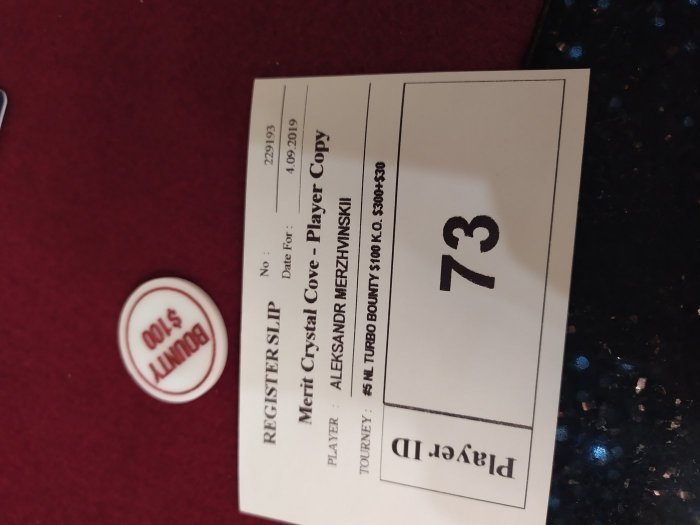 REGISTER SLIP
No : 229193
Date For : 4.09.2019
Merit Crystal Cove - Player Copy
PLAYER : ALEKSANDR MERZHVINSKII
TOURNEY : #5 NL TURBO BOUNTY $100 K.O. $300+$30
Player ID
73
BOUNTY
$100